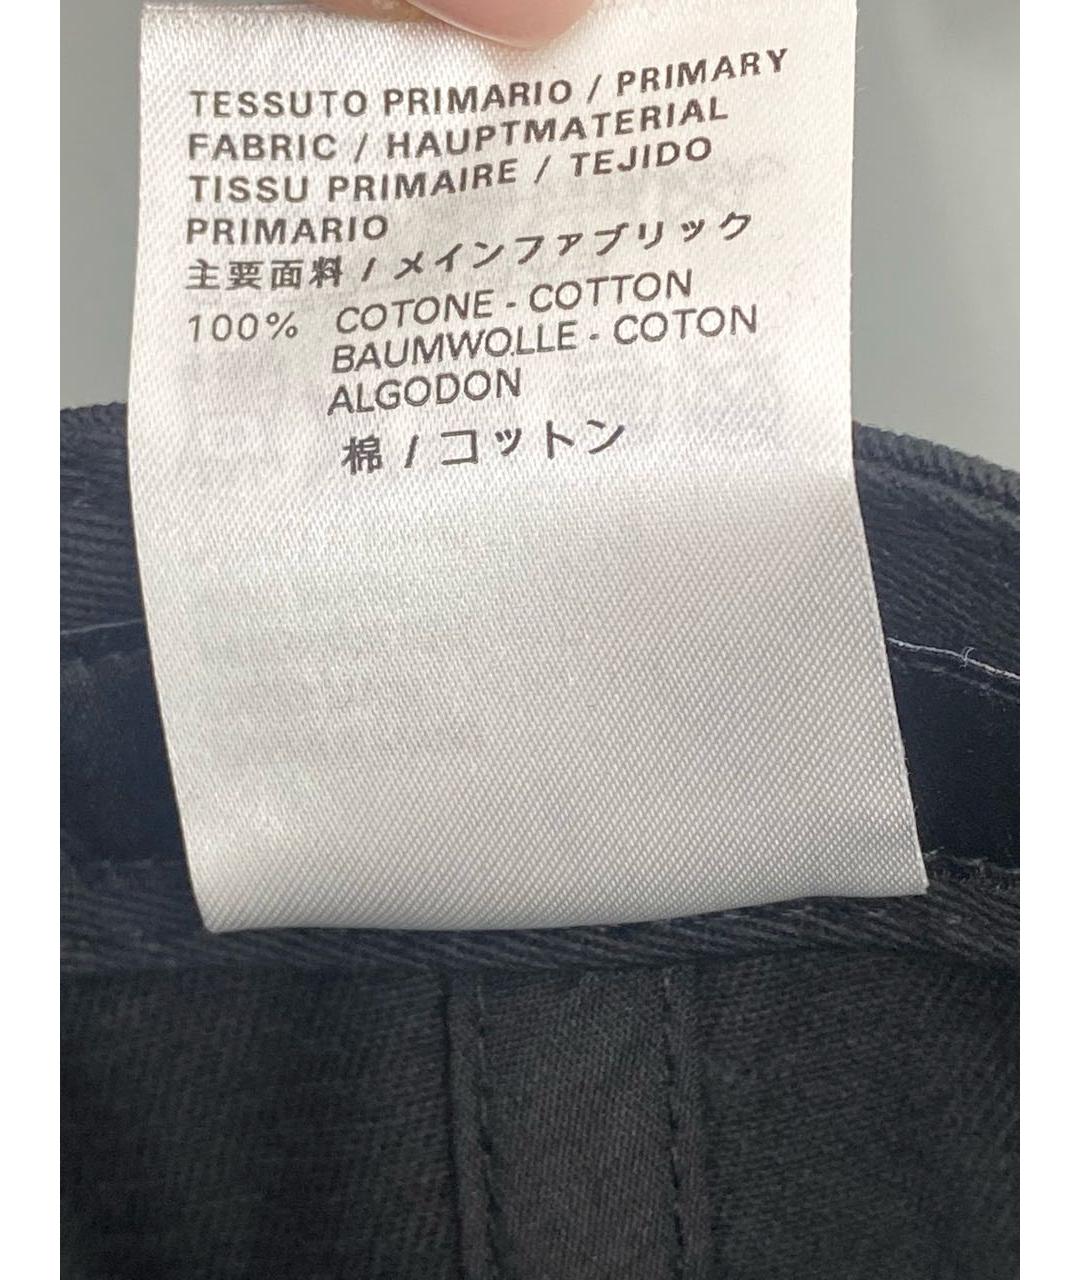 TESSUTO PRIMARIO / PRIMARY
FABRIC / HAUPTMATERIAL
TISSU PRIMAIRE / TEJIDO
PRIMARIO
主要面料 / メインファブリック
100% COTONE - COTTON
BAUMWOLLE - COTON
ALGODON
棉 / コットン